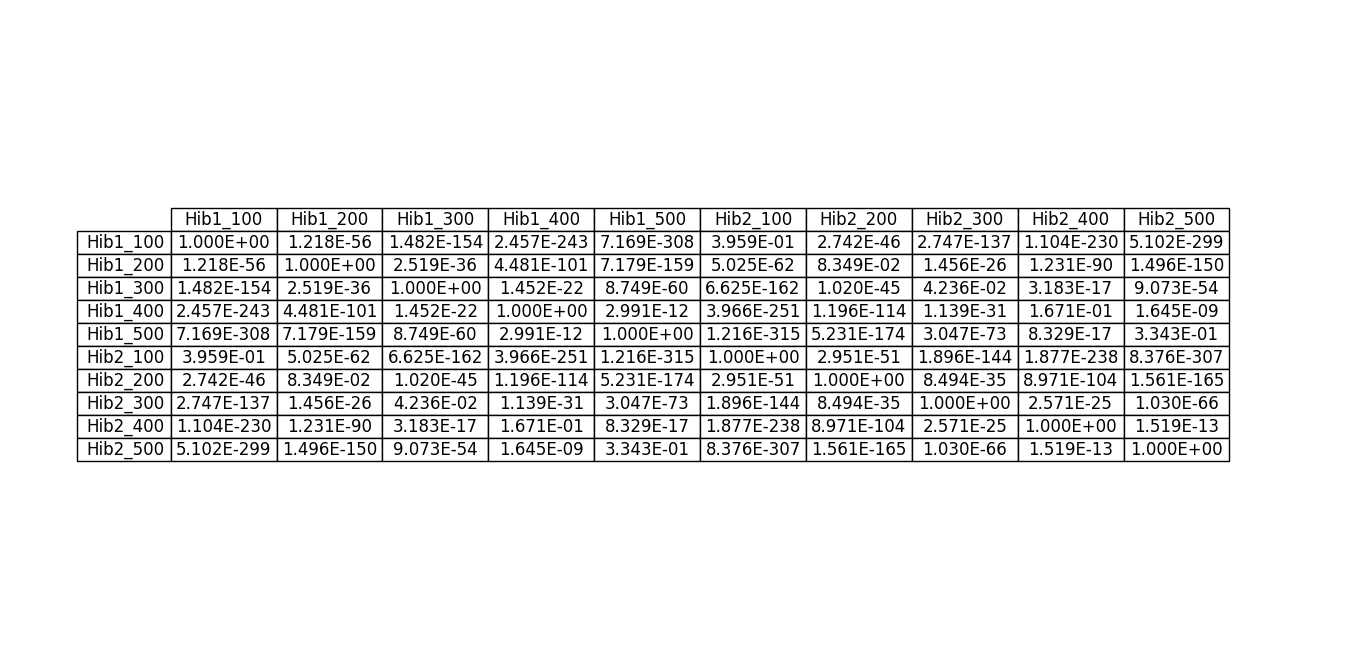 Hib1_100 Hib1_200 Hib1_300 Hib1_400 Hib1_500 Hib2_100 Hib2_200 Hib2_300 Hib2_400 Hib2_500
Hib1_100 1.000E+00 1.218E-56 1.482E-154 2.457E-243 7.169E-308 3.959E-01 2.742E-46 2.747E-137 1.104E-230 5.102E-299
Hib1_200 1.218E-56 1.000E+00 2.519E-36 4.481E-101 7.179E-159 5.025E-62 8.349E-02 1.456E-26 1.231E-90 1.496E-150
Hib1_300 1.482E-154 2.519E-36 1.000E+00 1.452E-22 8.749E-60 6.625E-162 1.020E-45 4.236E-02 3.183E-17 9.073E-54
Hib1_400 2.457E-243 4.481E-101 1.452E-22 1.000E+00 2.991E-12 3.966E-251 1.196E-114 1.139E-31 1.671E-01 1.645E-09
Hib1_500 7.169E-308 7.179E-159 8.749E-60 2.991E-12 1.000E+00 1.216E-315 5.231E-174 3.047E-73 8.329E-17 3.343E-01
Hib2_100 3.959E-01 5.025E-62 6.625E-162 3.966E-251 1.216E-315 1.000E+00 2.951E-51 1.896E-144 1.877E-238 8.376E-307
Hib2_200 2.742E-46 8.349E-02 1.020E-45 1.196E-114 5.231E-174 2.951E-51 1.000E+00 8.494E-35 8.971E-104 1.561E-165
Hib2_300 2.747E-137 1.456E-26 4.236E-02 1.139E-31 3.047E-73 1.896E-144 8.494E-35 1.000E+00 2.571E-25 1.030E-66
Hib2_400 1.104E-230 1.231E-90 3.183E-17 1.671E-01 8.329E-17 1.877E-238 8.971E-104 2.571E-25 1.000E+00 1.519E-13
Hib2_500 5.102E-299 1.496E-150 9.073E-54 1.645E-09 3.343E-01 8.376E-307 1.561E-165 1.030E-66 1.519E-13 1.000E+00